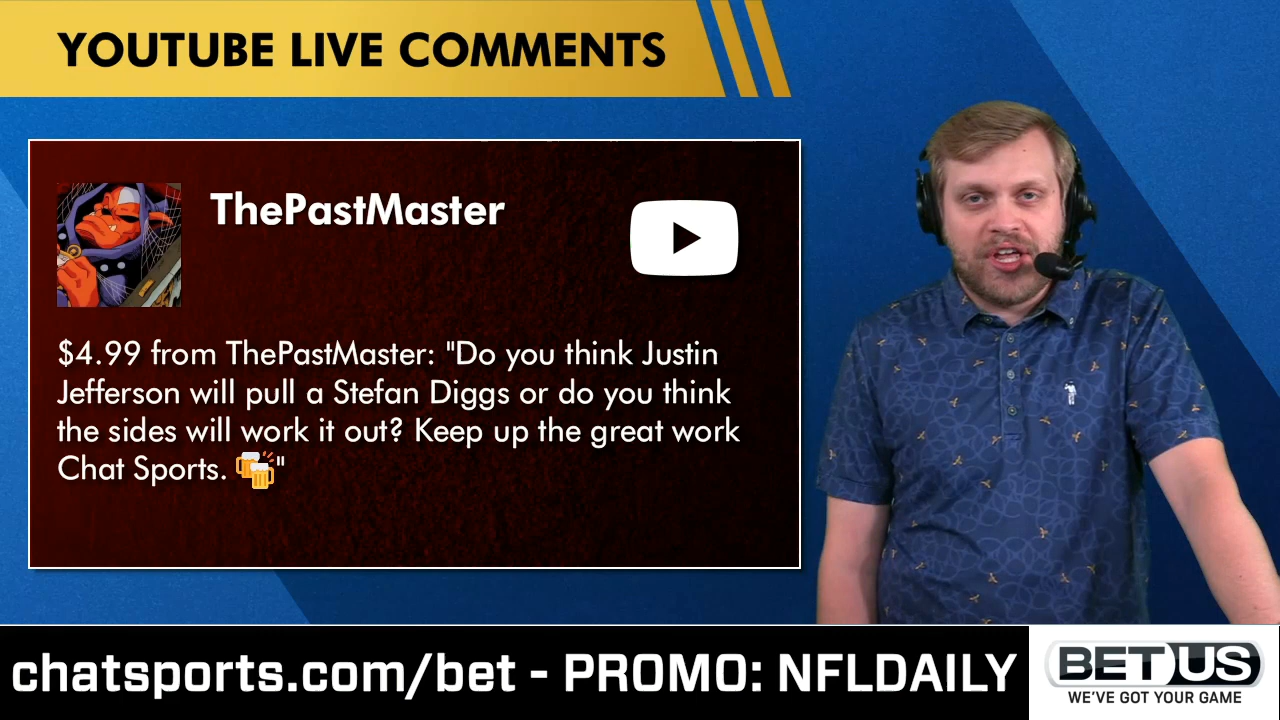 YOUTUBE LIVE COMMENTS
ThePastMaster
$4.99 from ThePastMaster: "Do you think Justin
Jefferson will pull a Stefan Diggs or do you think
the sides will work it out? Keep up the great work
Chat Sports. 🍻"
chatsports.com/bet - PROMO: NFLDAILY
BETUS
WE'VE GOT YOUR GAME